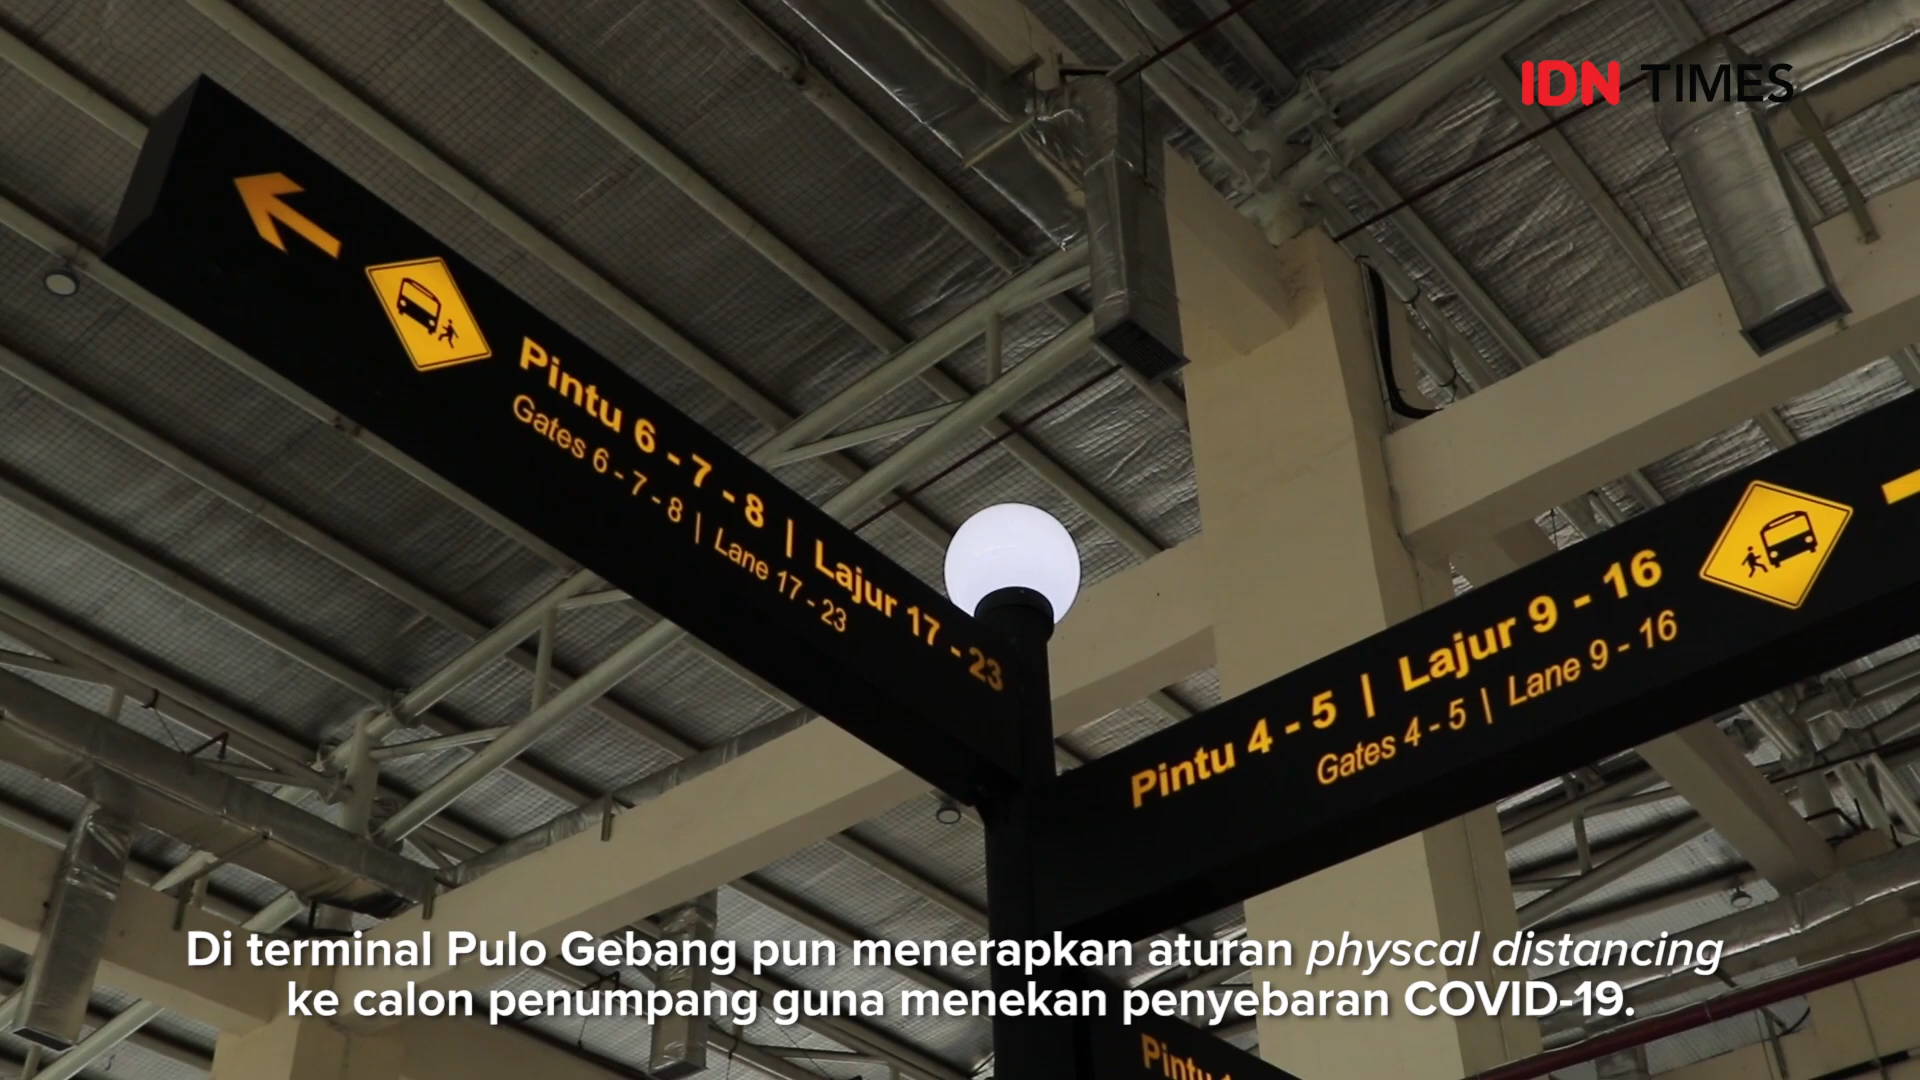 IDN TIMES
Pintu 6 - 7 - 8 | Lajur 17 - 23
Gates 6 - 7 - 8 | Lane 17 - 23
Pintu 4 - 5 | Lajur 9 - 16
Gates 4 - 5 | Lane 9 - 16
Di terminal Pulo Gebang pun menerapkan aturan physcal distancing
ke calon penumpang guna menekan penyebaran COVID-19.
Pintu